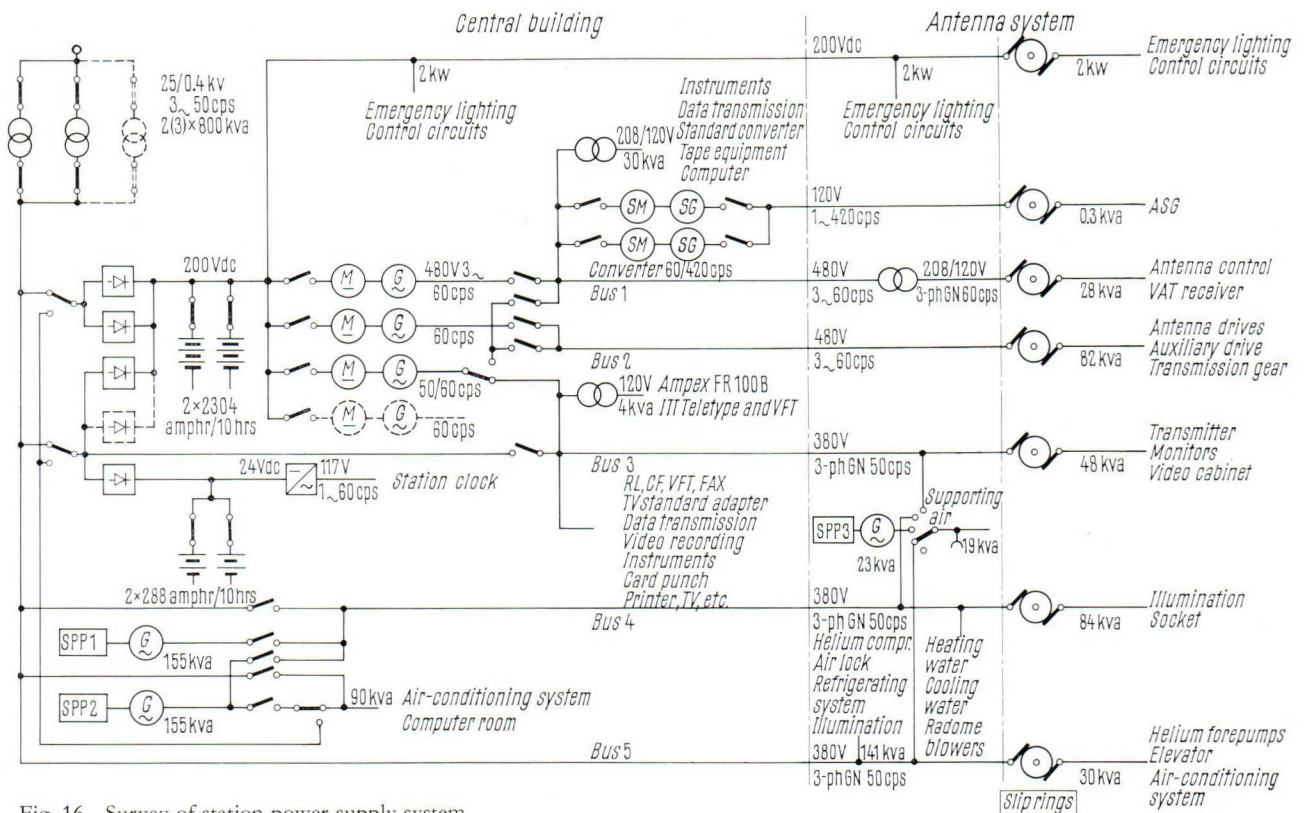 Central building
Antenna system
25/0.4 kv
3~ 50cps
2(3)×800kva
2kw
Emergency lighting
Control circuits
208/120V
30kva
Instruments
Data transmission
Standard converter
Tape equipment
Computer
200Vdc
2kw
Emergency lighting
Control circuits
2kw
Emergency lighting
Control circuits
SM
SG
SM
SG
Converter 60/420cps
120V
1~420cps
0.3 kva
ASG
200Vdc
M
G
480V3~
60cps
Bus 1
480V
3~60cps
208/120V
3-phGN60cps
28kva
Antenna control
VAT receiver
M
G
60cps
Bus 2
480V
3~60cps
82kva
Antenna drives
Auxiliary drive
Transmission gear
M
G
50/60cps
120V Ampex FR 100B
4kva ITT Teletype and VFT
M
G
60cps
2×2304
amphr/10hrs
Bus 3
380V
3-ph GN 50cps
48kva
Transmitter
Monitors
Video cabinet
24Vdc
117V
1~60cps
Station clock
RL,CF,VFT,FAX
TVstandard adapter
Data transmission
Video recording
Instruments
Card punch
Printer,TV,etc.
SPP3
G
23kva
Supporting
air
19kva
2×288amphr/10hrs
Bus 4
380V
3-ph GN 50cps
84kva
Illumination
Socket
SPP1
G
155kva
SPP2
G
155kva
90kva Air-conditioning system
Computer room
Helium compr.
Air lock
Refrigerating
system
Illumination
Heating
water
Cooling
water
Radome
blowers
Bus 5
380V
141kva
3-ph GN 50cps
30kva
Helium forepumps
Elevator
Air-conditioning
system
Slip rings
Fig. 16 Survey of station power supply system